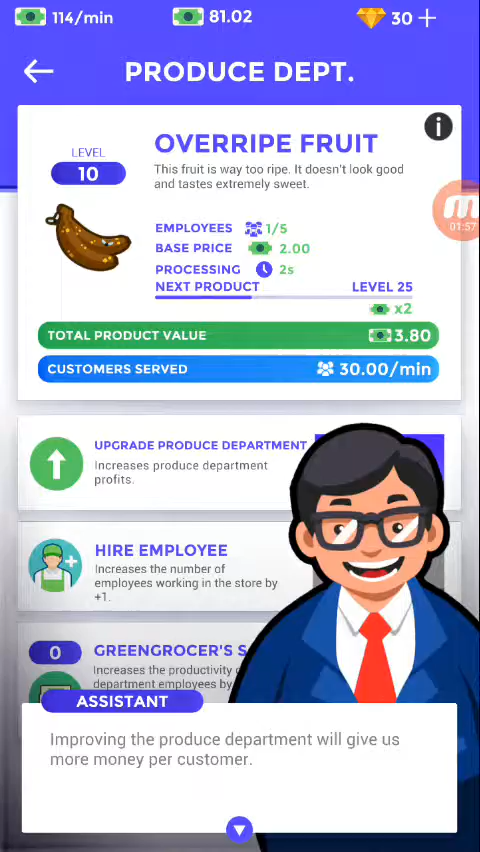 114/min
81.02
30
PRODUCE DEPT.
LEVEL
10
OVERRIPE FRUIT
This fruit is way too ripe. It doesn't look good
and tastes extremely sweet.
EMPLOYEES 1/5
BASE PRICE 2.00
PROCESSING 2s
NEXT PRODUCT LEVEL 25
x2
TOTAL PRODUCT VALUE 3.80
CUSTOMERS SERVED 30.00/min
01:57
UPGRADE PRODUCE DEPARTMENT
Increases produce department
profits.
HIRE EMPLOYEE
Increases the number of
employees working in the store by
+1.
0
GREENGROCER'S
Increases the productivity
department employees by
ASSISTANT
Improving the produce department will give us
more money per customer.